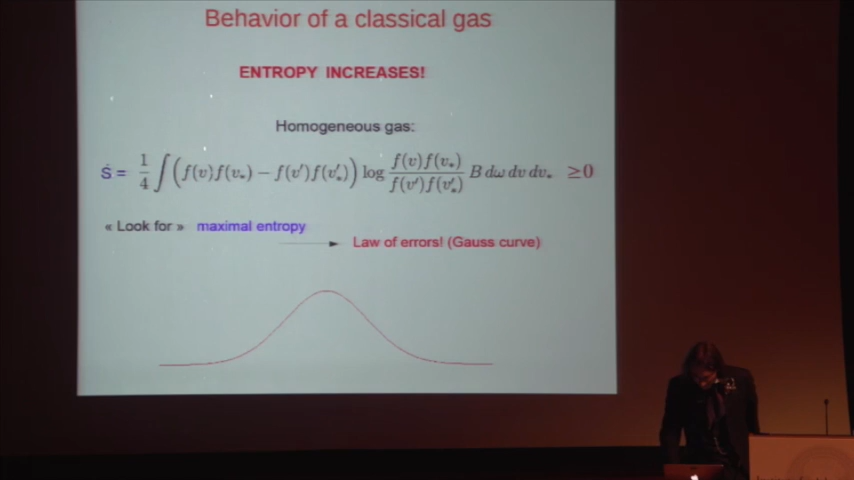 Behavior of a classical gas
ENTROPY INCREASES!
Homogeneous gas:
Ṡ = 1/4 ∫ ( f(v)f(v*) − f(v′)f(v′*) ) log f(v)f(v*) / f(v′)f(v′*) B dω dv dv* ≥0
« Look for » maximal entropy
Law of errors! (Gauss curve)